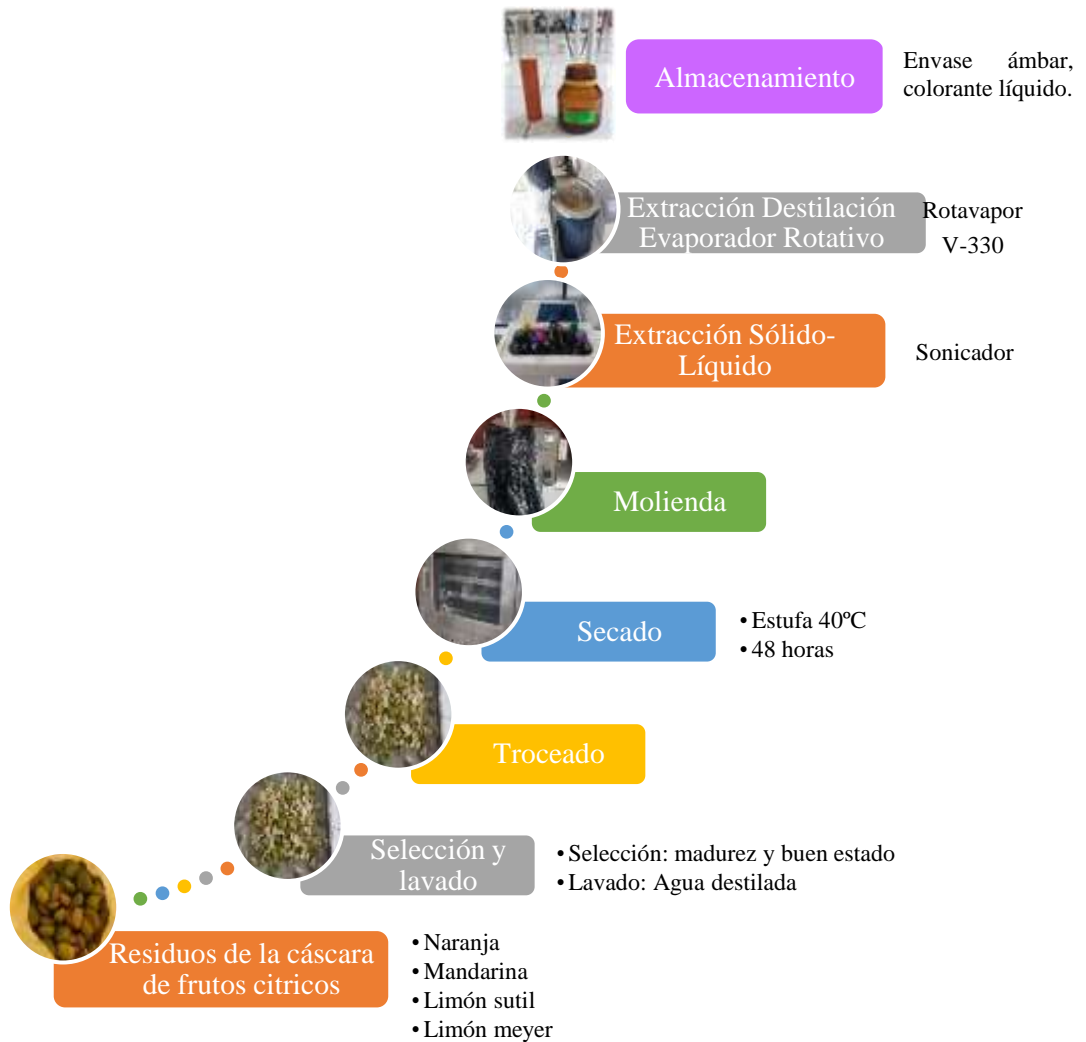 Almacenamiento
Envase ámbar,
colorante líquido.
Extracción Destilación
Evaporador Rotativo
Rotavapor
V-330
Extracción Sólido-
Líquido
Sonicador
Molienda
Secado
• Estufa 40ºC
• 48 horas
Troceado
Selección y
lavado
• Selección: madurez y buen estado
• Lavado: Agua destilada
Residuos de la cáscara
de frutos citricos
• Naranja
• Mandarina
• Limón sutil
• Limón meyer